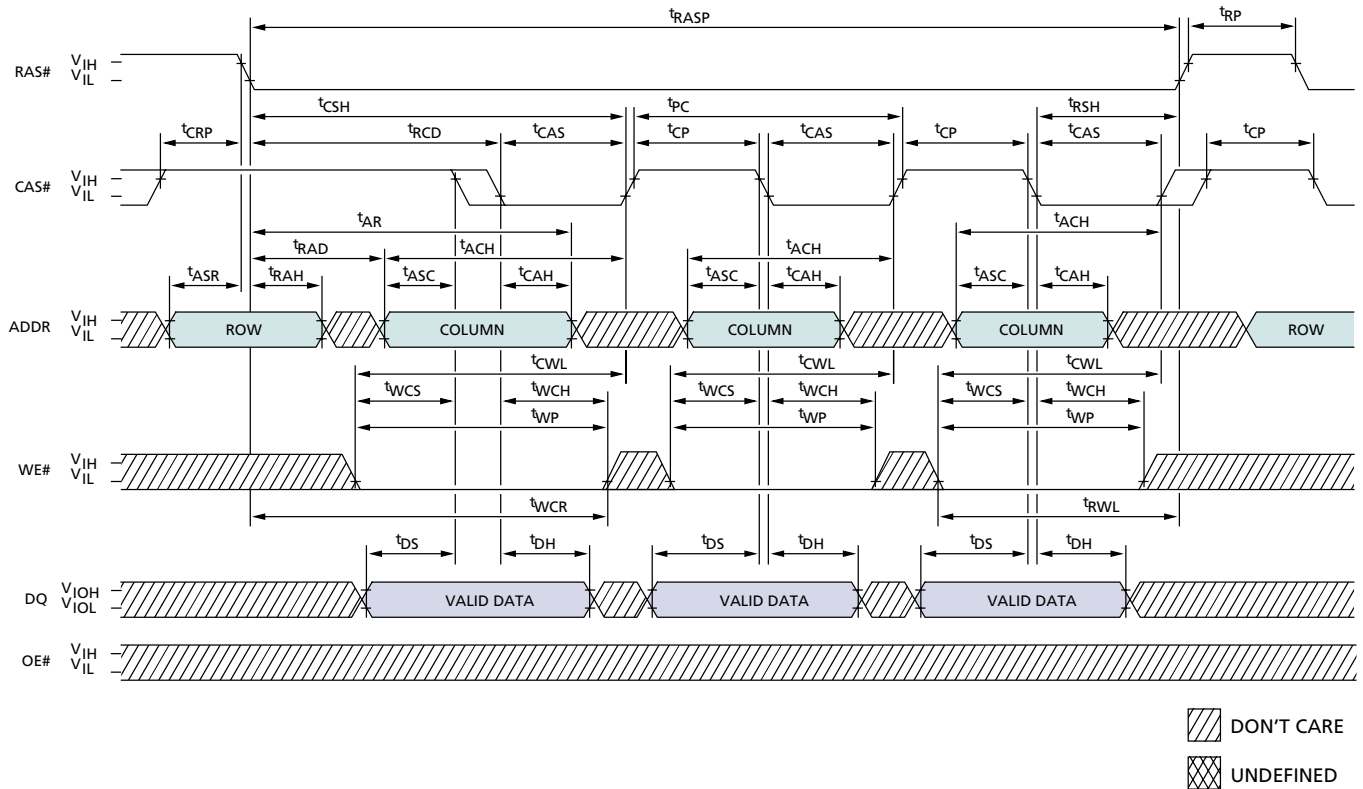 tRASP tRP
RAS# VIH
VIL
tCSH tPC tRSH
tCRP tRCD tCAS tCP tCAS tCP tCAS tCP
CAS# VIH
VIL
tAR
tRAD tACH tACH tACH
tASR tRAH tASC tCAH tASC tCAH tASC tCAH
ADDR VIH
VIL
ROW COLUMN COLUMN COLUMN ROW
tCWL tCWL tCWL
tWCS tWCH tWCS tWCH tWCS tWCH
tWP tWP tWP
WE# VIH
VIL
tWCR tRWL
tDS tDH tDS tDH tDS tDH
DQ VIOH
VIOL
VALID DATA VALID DATA VALID DATA
OE# VIH
VIL
DON'T CARE
UNDEFINED